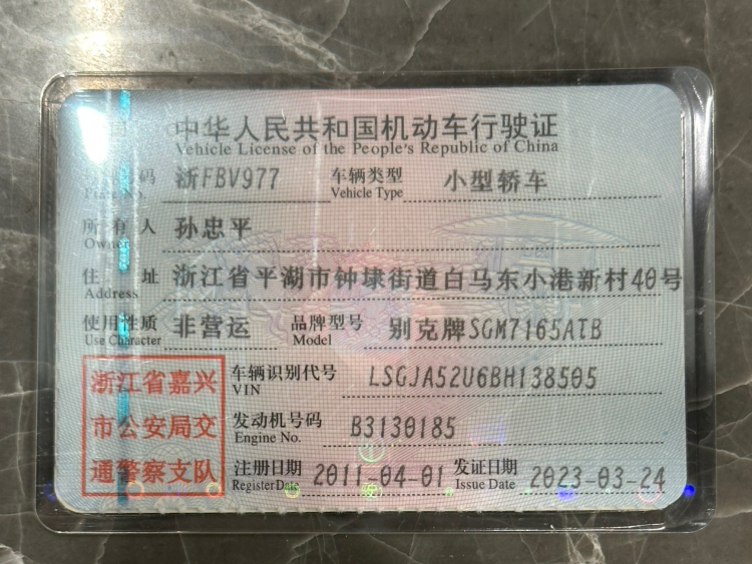 中华人民共和国机动车行驶证
Vehicle License of the People's Republic of China
号牌号码 浙FBV977 车辆类型 小型轿车
Plate No. Vehicle Type
所有人 孙忠平
Owner
住址 浙江省平湖市钟埭街道白马东小港新村40号
Address
使用性质 非营运 品牌型号 别克牌SGM7165ATB
Use Character Model
浙江省嘉兴
市公安局交
通警察支队
车辆识别代号 LSGJA52U6BH138505
VIN
发动机号码 B3130185
Engine No.
注册日期 2011-04-01 发证日期 2023-03-24
Register Date Issue Date